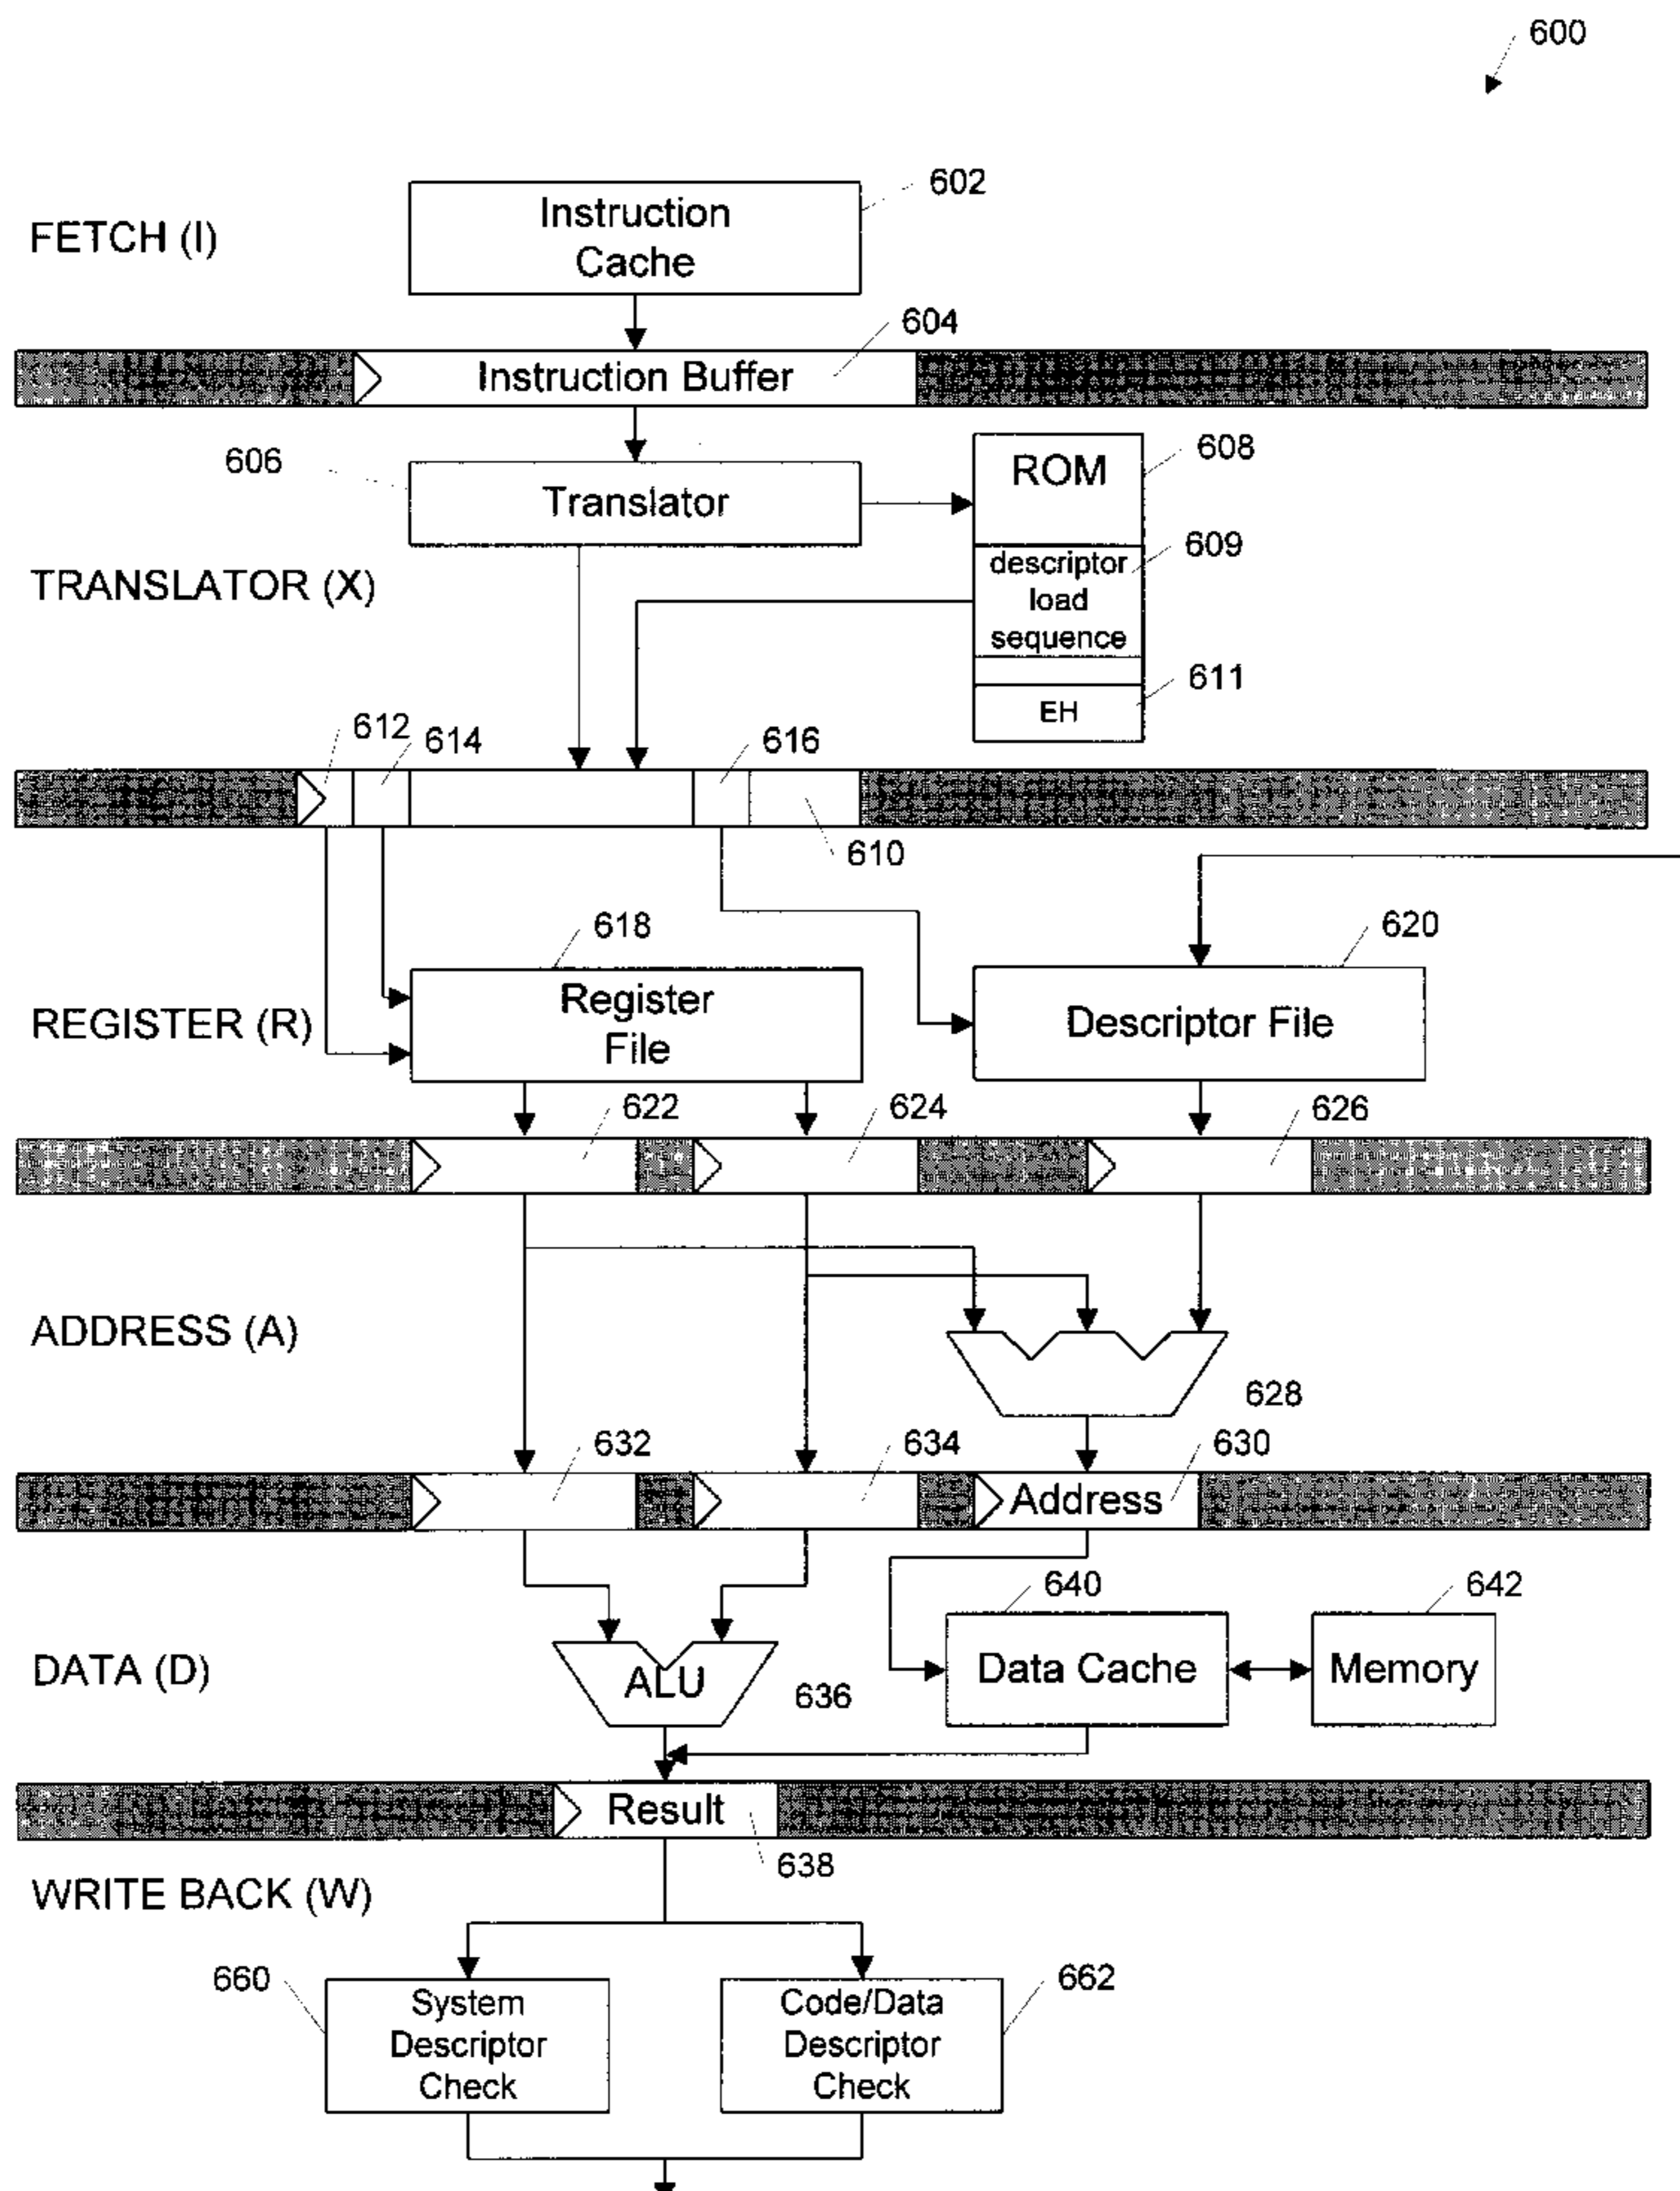 600
602
Instruction
Cache
FETCH (I)
604
Instruction Buffer
606
Translator
ROM
608
descriptor
load
sequence
609
TRANSLATOR (X)
611
EH
612
614
616
610
618
620
Register
File
REGISTER (R)
Descriptor File
622
624
626
ADDRESS (A)
628
632
634
630
Address
640
642
DATA (D)
ALU
636
Data Cache
Memory
Result
638
WRITE BACK (W)
660
System
Descriptor
Check
Code/Data
Descriptor
Check
662